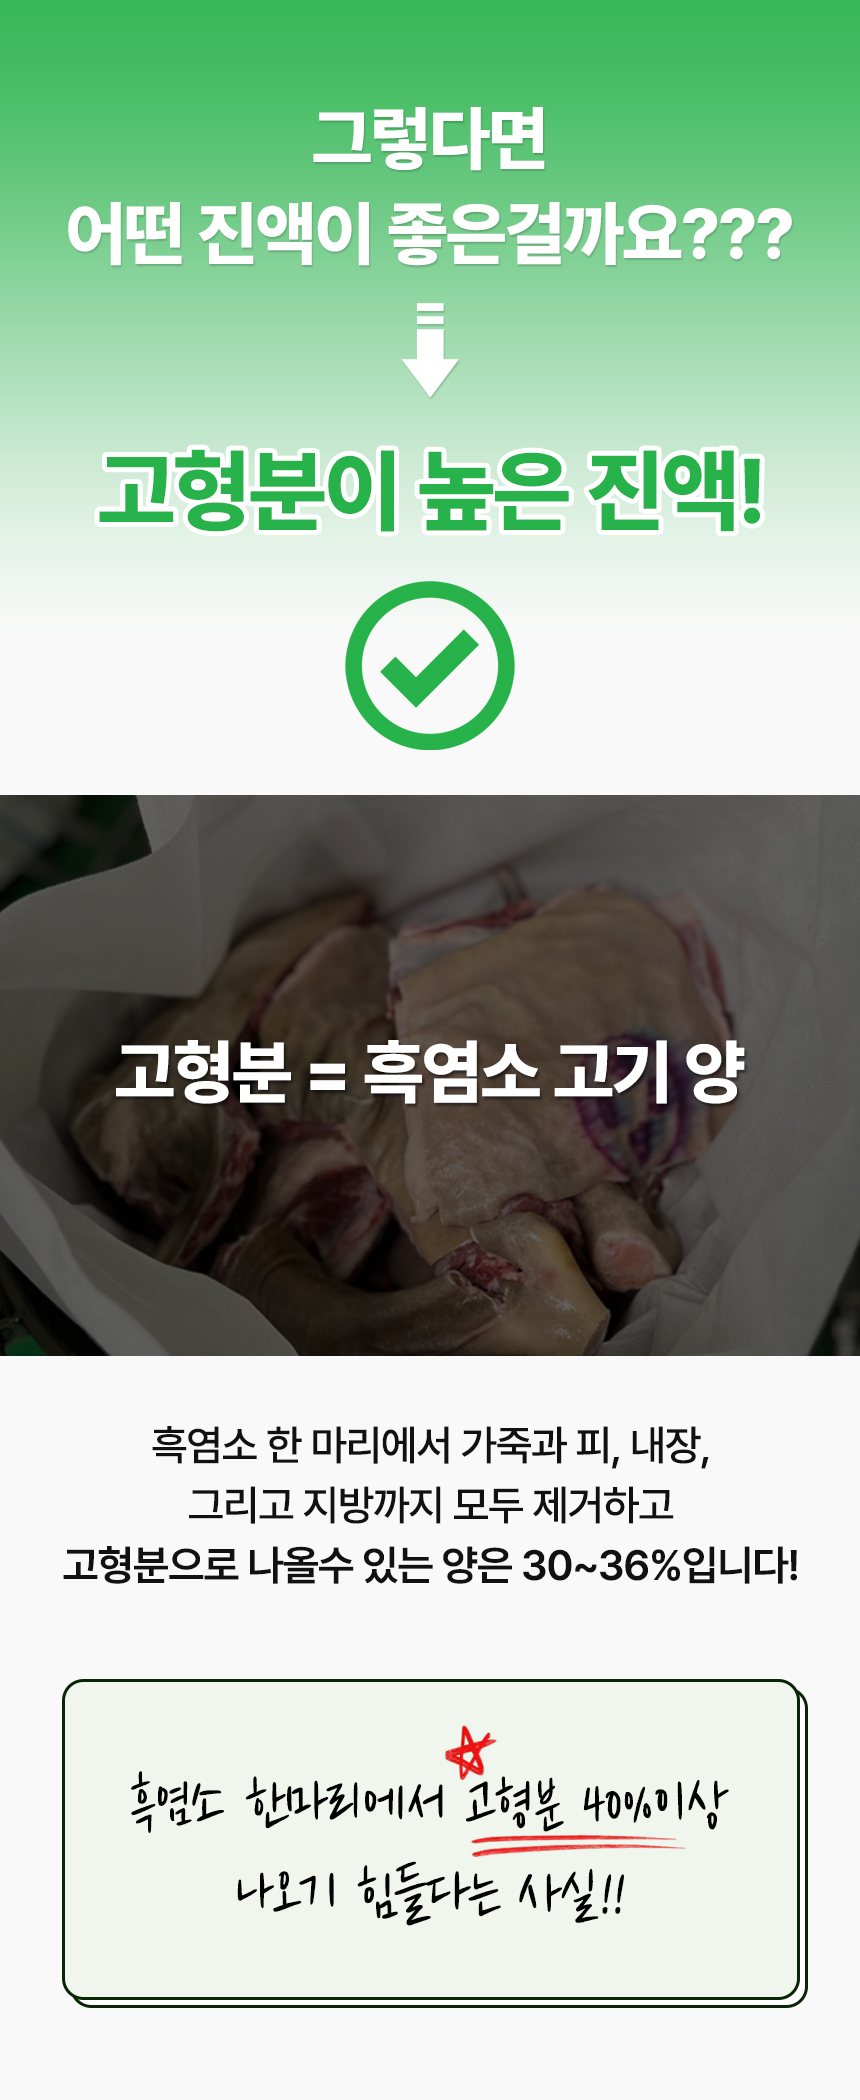 그렇다면
어떤 진액이 좋은걸까요???
고형분이 높은 진액!
고형분 = 흑염소 고기 양
흑염소 한 마리에서 가죽과 피, 내장,
그리고 지방까지 모두 제거하고
고형분으로 나올수 있는 양은 30~36%입니다!
흑염소 한마리에서 고형분 40%이상
나오기 힘들다는 사실!!